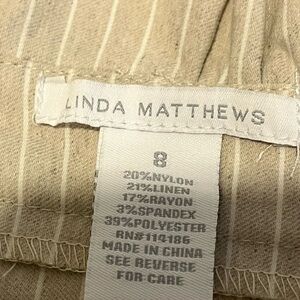 LINDA MATTHEWS
8
20%NYLON
21%LINEN
17%RAYON
3%SPANDEX
39%POLYESTER
RN#114186
MADE IN CHINA
SEE REVERSE
FOR CARE